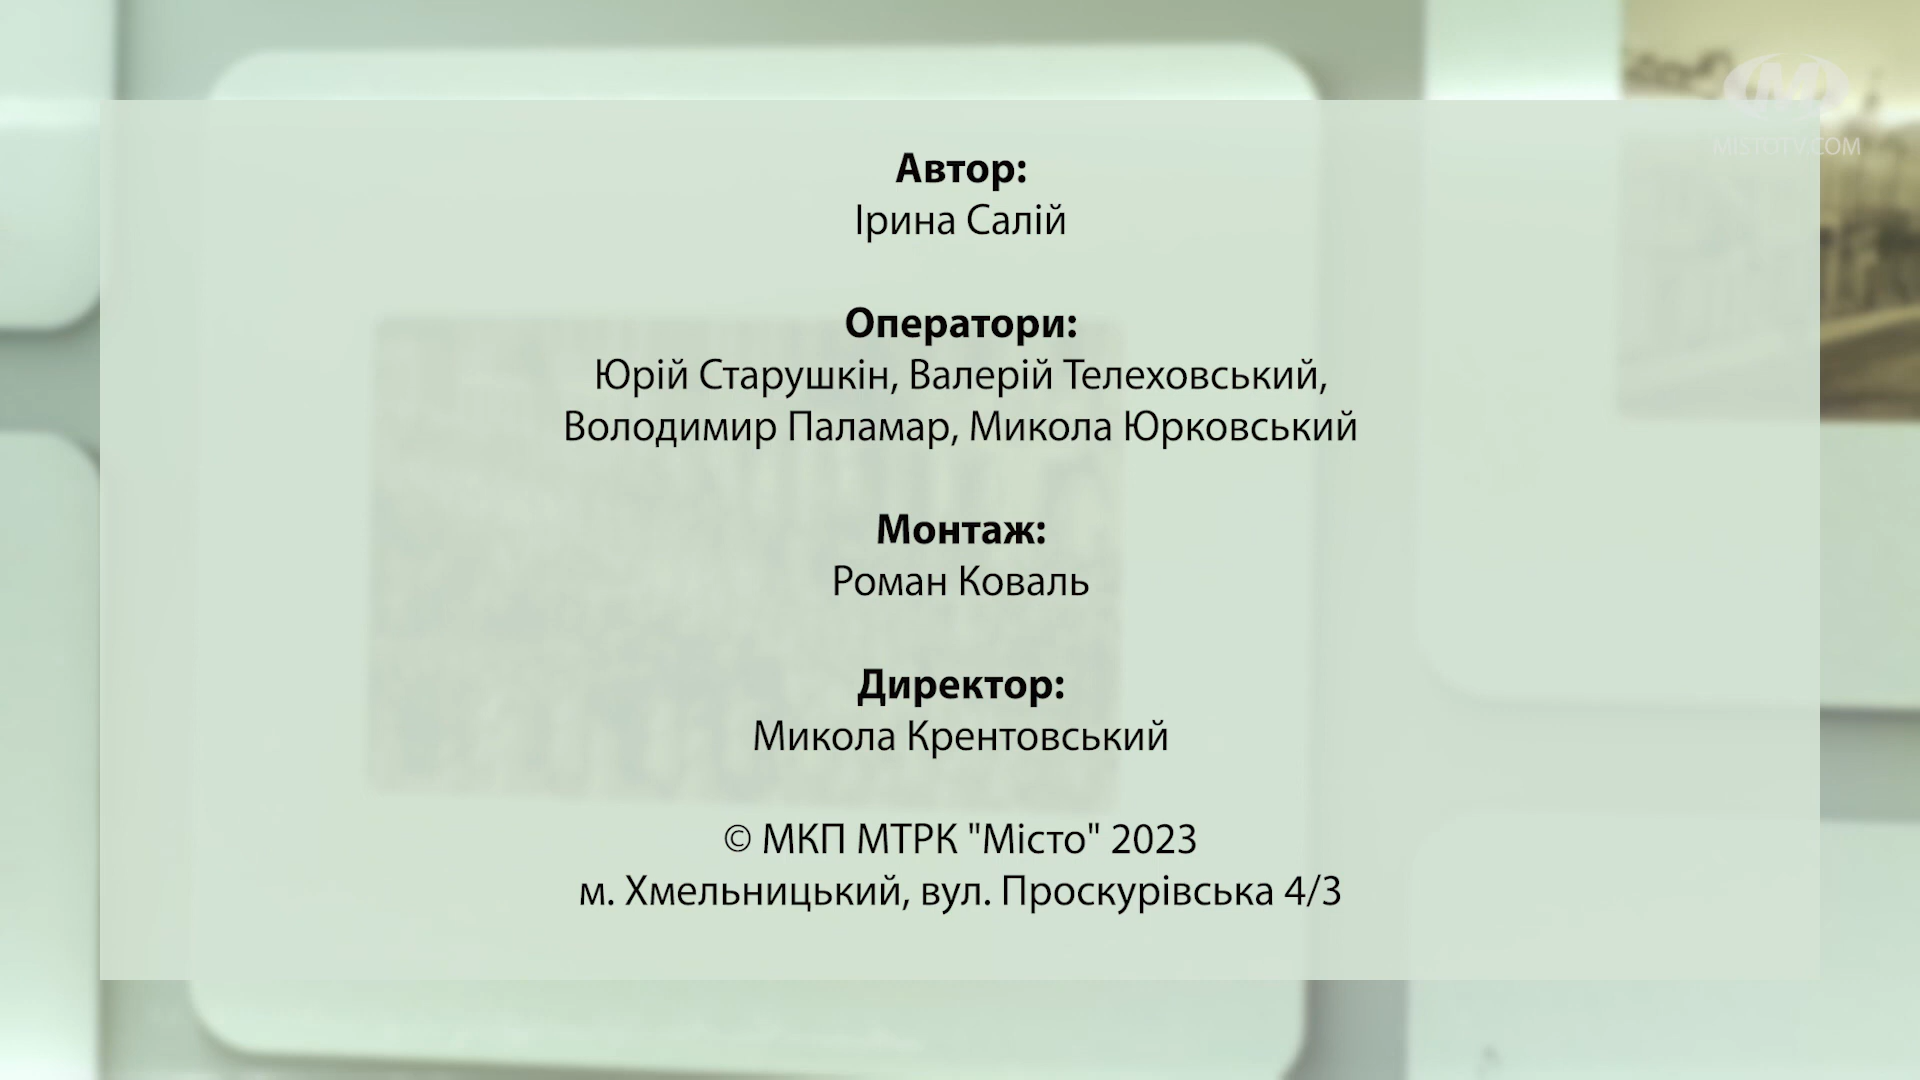 MISTOTV.COM
Автор:
Ірина Салій
Оператори:
Юрій Старушкін, Валерій Телеховський,
Володимир Паламар, Микола Юрковський
Монтаж:
Роман Коваль
Директор:
Микола Крентовський
© МКП МТРК "Місто" 2023
м. Хмельницький, вул. Проскурівська 4/3